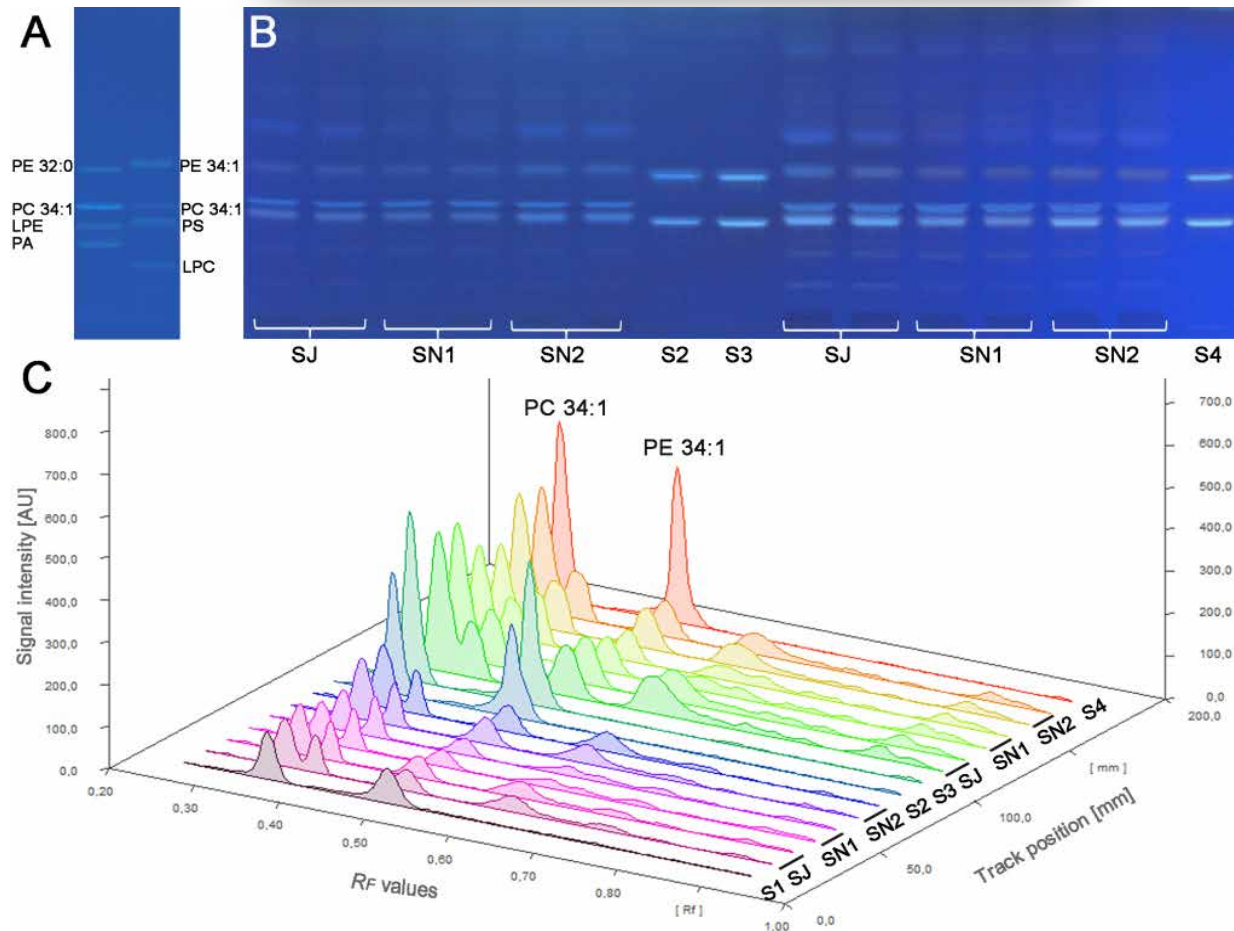 A B
PE 32:0 PE 34:1
PC 34:1 PC 34:1
LPE PS
PA
LPC
SJ SN1 SN2 S2 S3 SJ SN1 SN2 S4
C
PC 34:1
PE 34:1
Signal intensity [AU]
800,0
700,0
600,0
500,0
400,0
300,0
200,0
100,0
0,0
700,0
600,0
500,0
400,0
300,0
200,0
100,0
0,0
0,20 0,30 0,40 0,50 0,60 0,70 0,80 [ Rf ] 1,00
RF values
S1 SJ SN1 SN2 S2 S3 SJ SN1 SN2 S4
0,0 50,0 100,0 [ mm ] 200,0
Track position [mm]